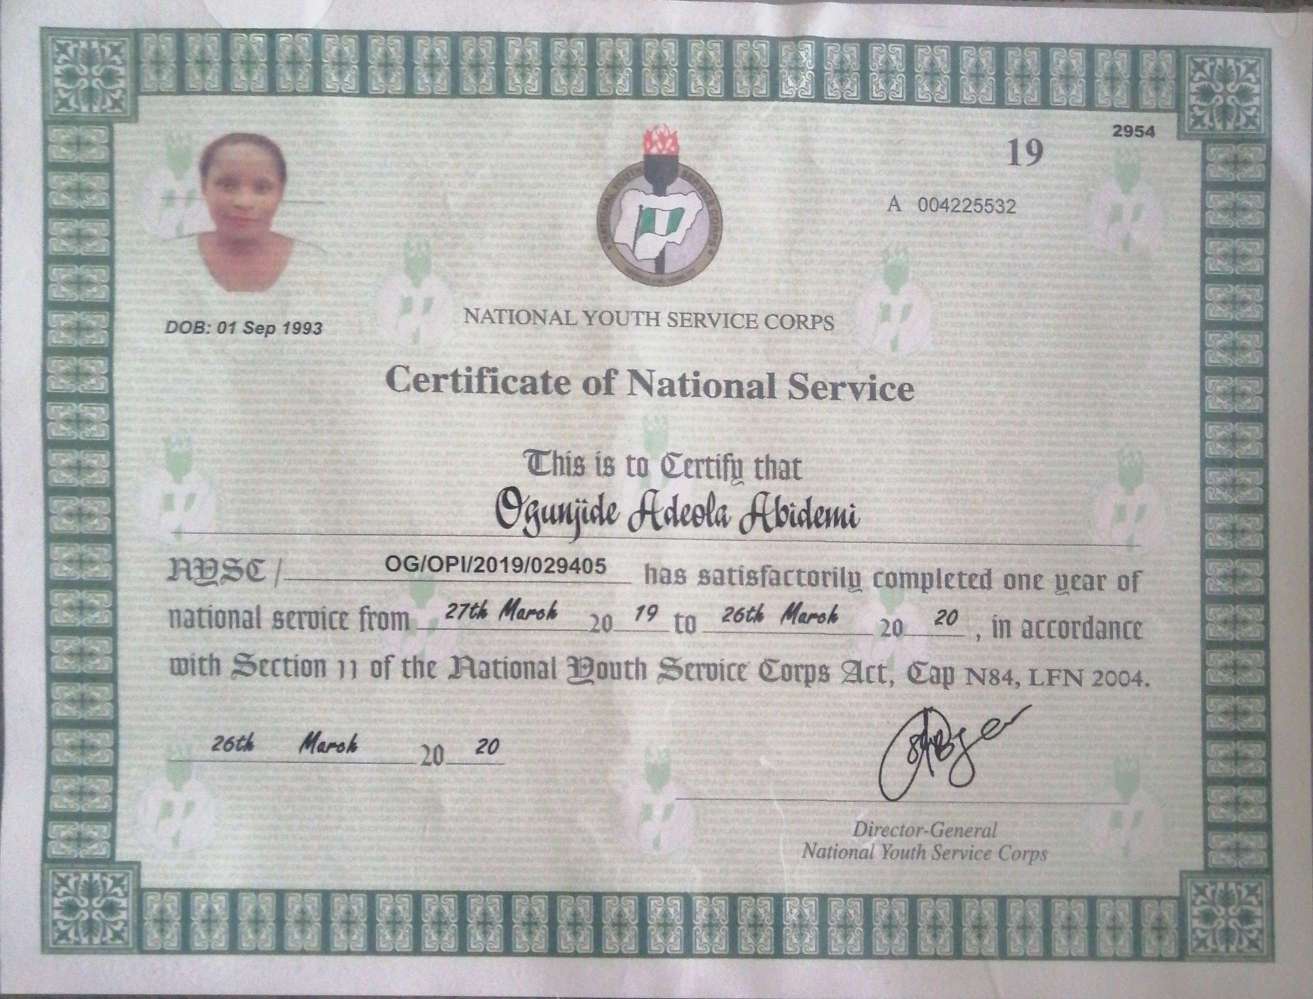 2954
19
A 004225532
DOB: 01 Sep 1993
NATIONAL YOUTH SERVICE CORPS
Certificate of National Service
This is to Certify that
Ogunjide Adeola Abidemi
NYSC / OG/OPI/2019/029405 has satisfactorily completed one year of
national service from 27th March 20 19 to 26th March 20 20 , in accordance
with Section 11 of the National Youth Service Corps Act, Cap N84, LFN 2004.
26th March 20 20
Director-General
National Youth Service Corps